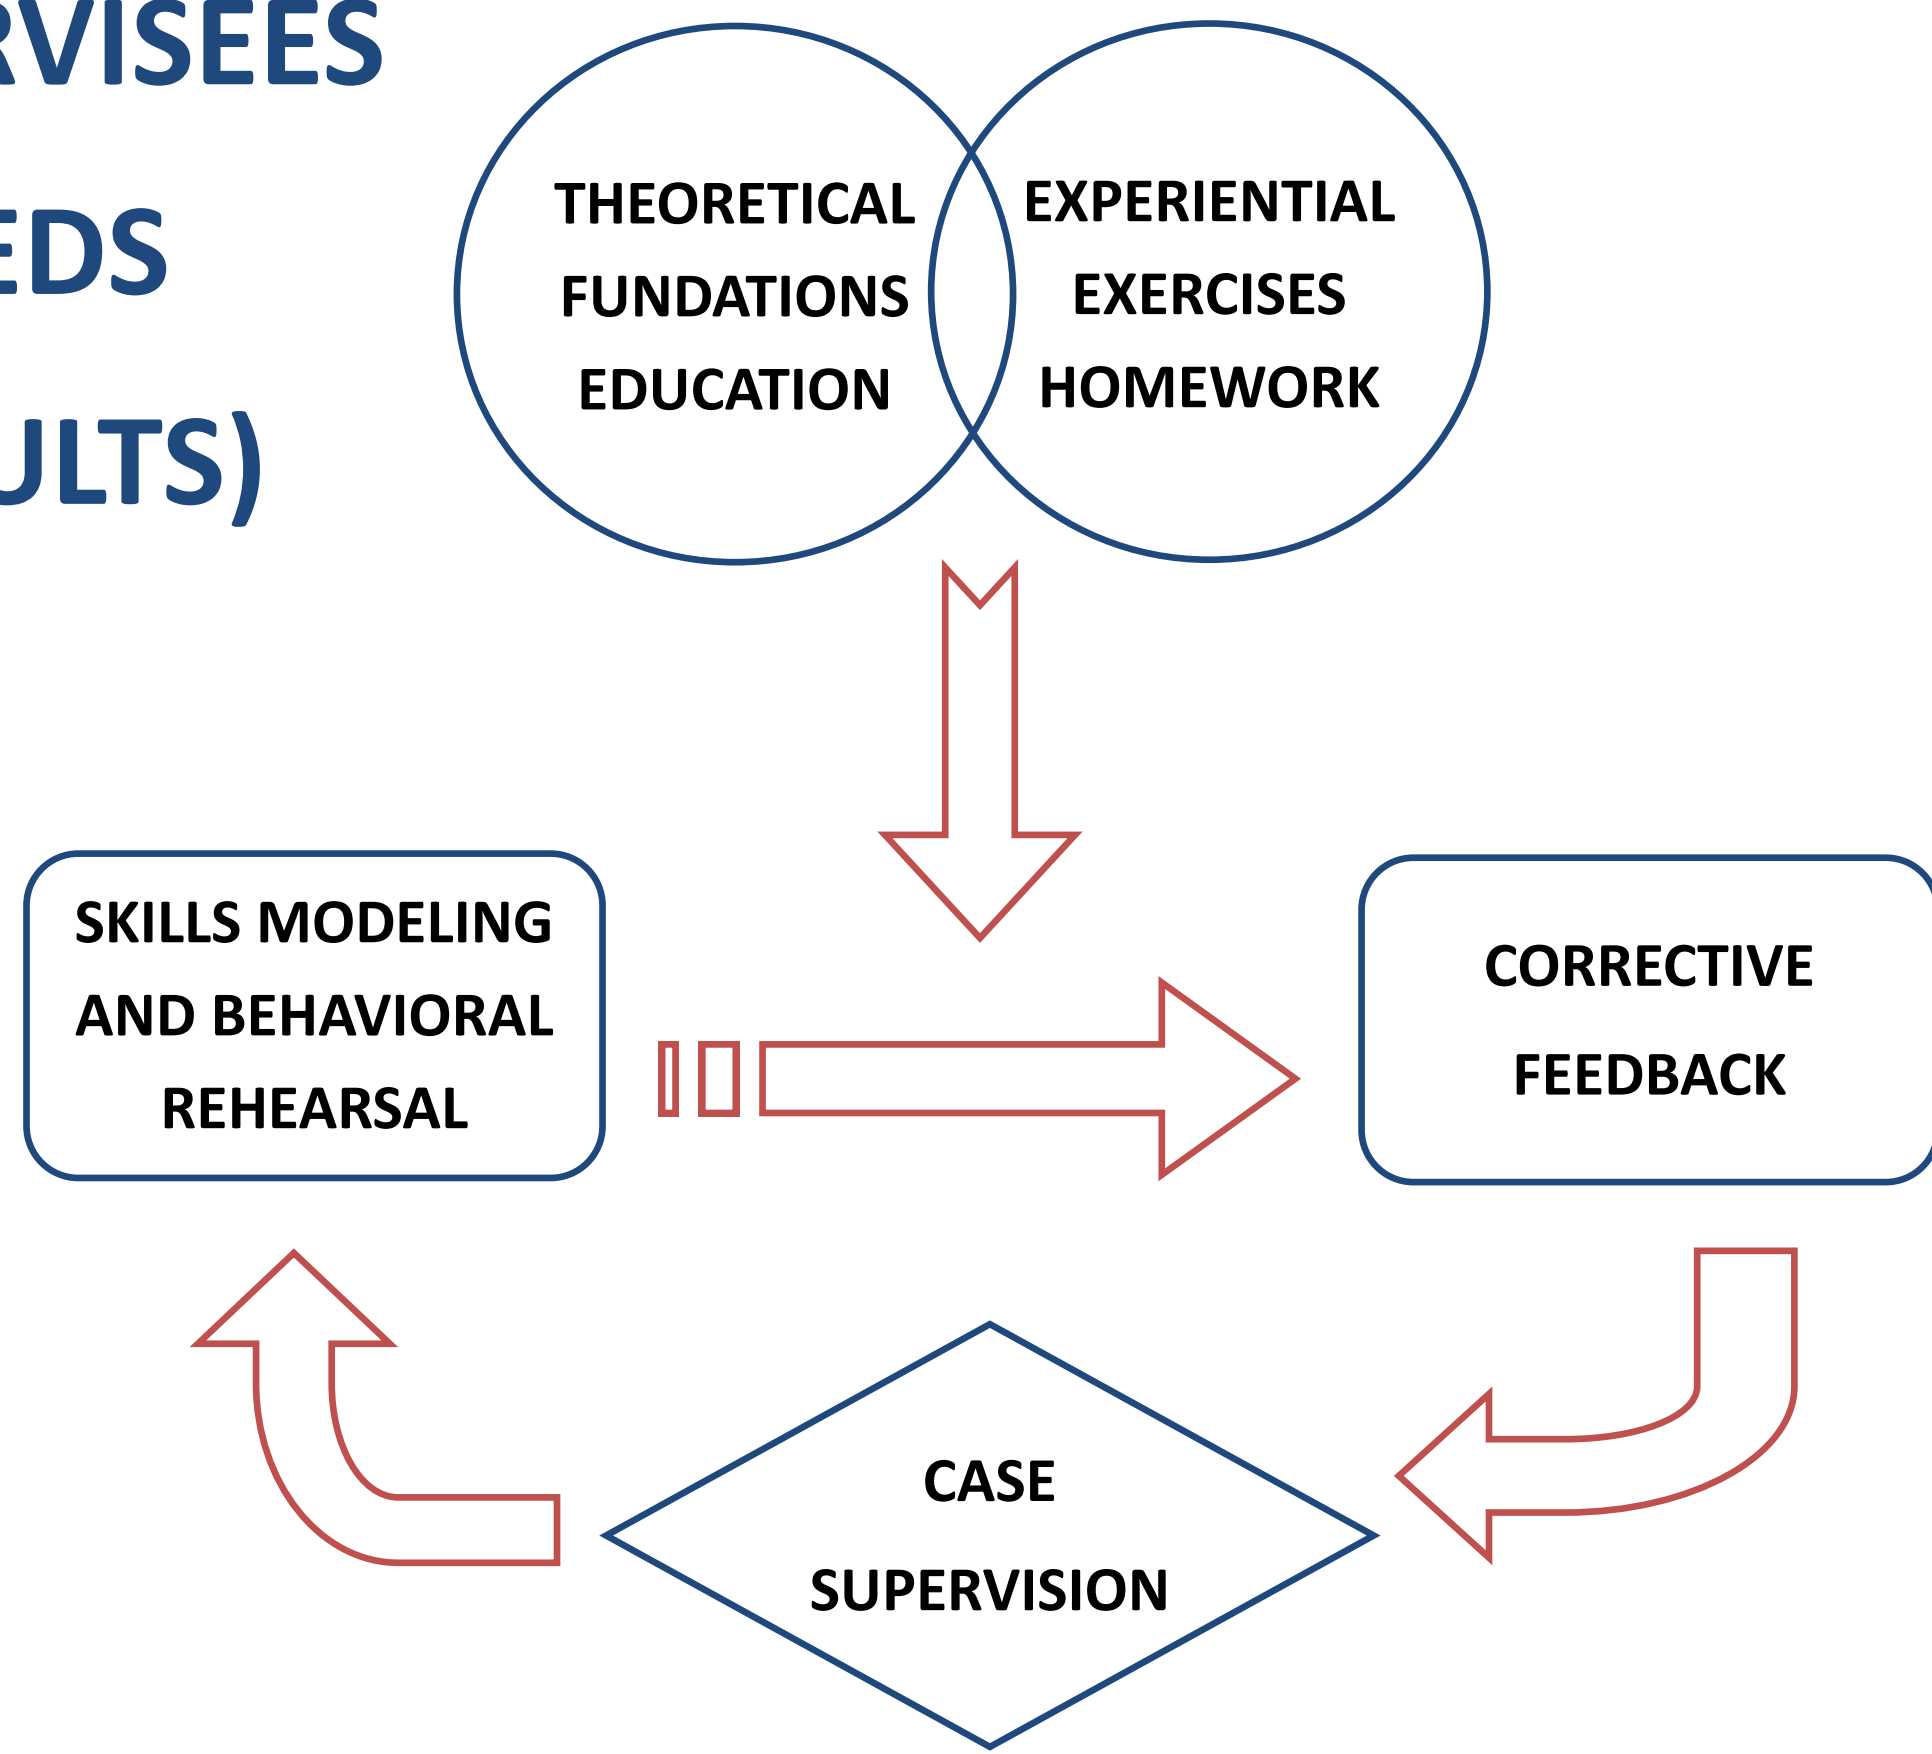 RVISEES
EDS
ULTS)
THEORETICAL
FUNDATIONS
EDUCATION
EXPERIENTIAL
EXERCISES
HOMEWORK
SKILLS MODELING
AND BEHAVIORAL
REHEARSAL
CORRECTIVE
FEEDBACK
CASE
SUPERVISION